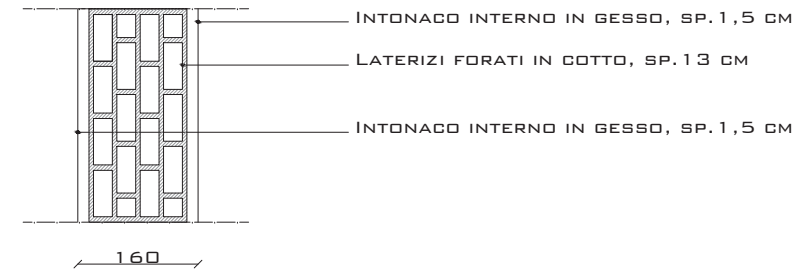 INTONACO INTERNO IN GESSO, SP.1,5 CM
LATERIZI FORATI IN COTTO, SP.13 CM
INTONACO INTERNO IN GESSO, SP.1,5 CM
160